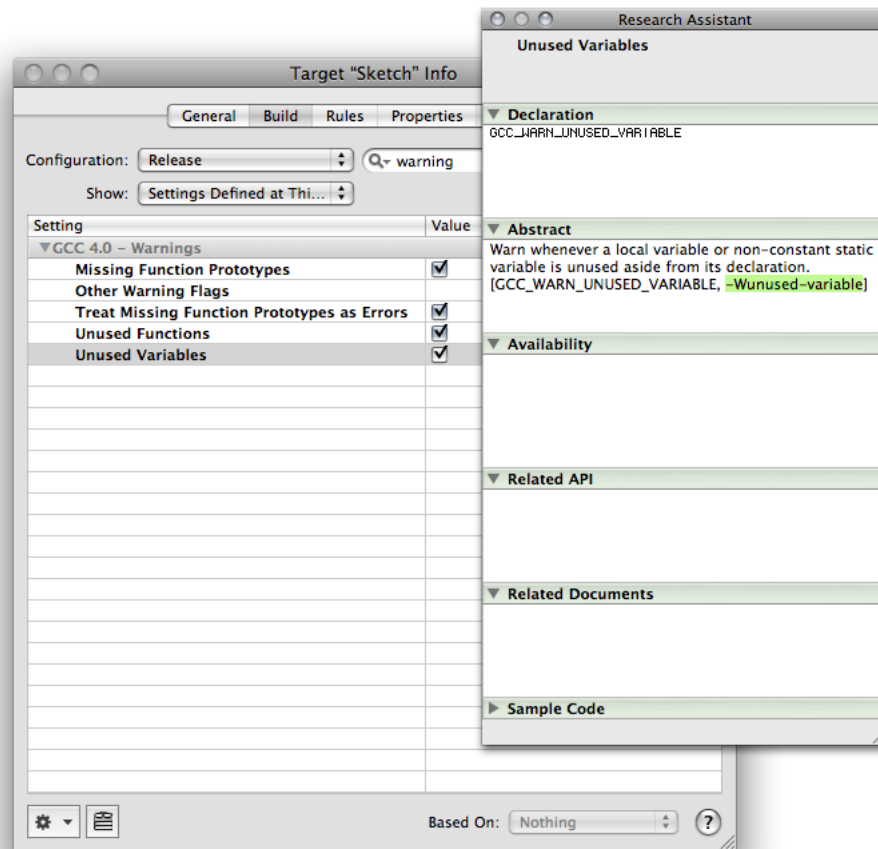 Research Assistant
Unused Variables
Target "Sketch" Info
General Build Rules Properties
Configuration: Release warning
Show: Settings Defined at Thi...
Setting Value
GCC 4.0 – Warnings
Missing Function Prototypes
Other Warning Flags
Treat Missing Function Prototypes as Errors
Unused Functions
Unused Variables
Based On: Nothing ?
Declaration
GCC_WARN_UNUSED_VARIABLE
Abstract
Warn whenever a local variable or non-constant static
variable is unused aside from its declaration.
[GCC_WARN_UNUSED_VARIABLE, -Wunused-variable]
Availability
Related API
Related Documents
Sample Code